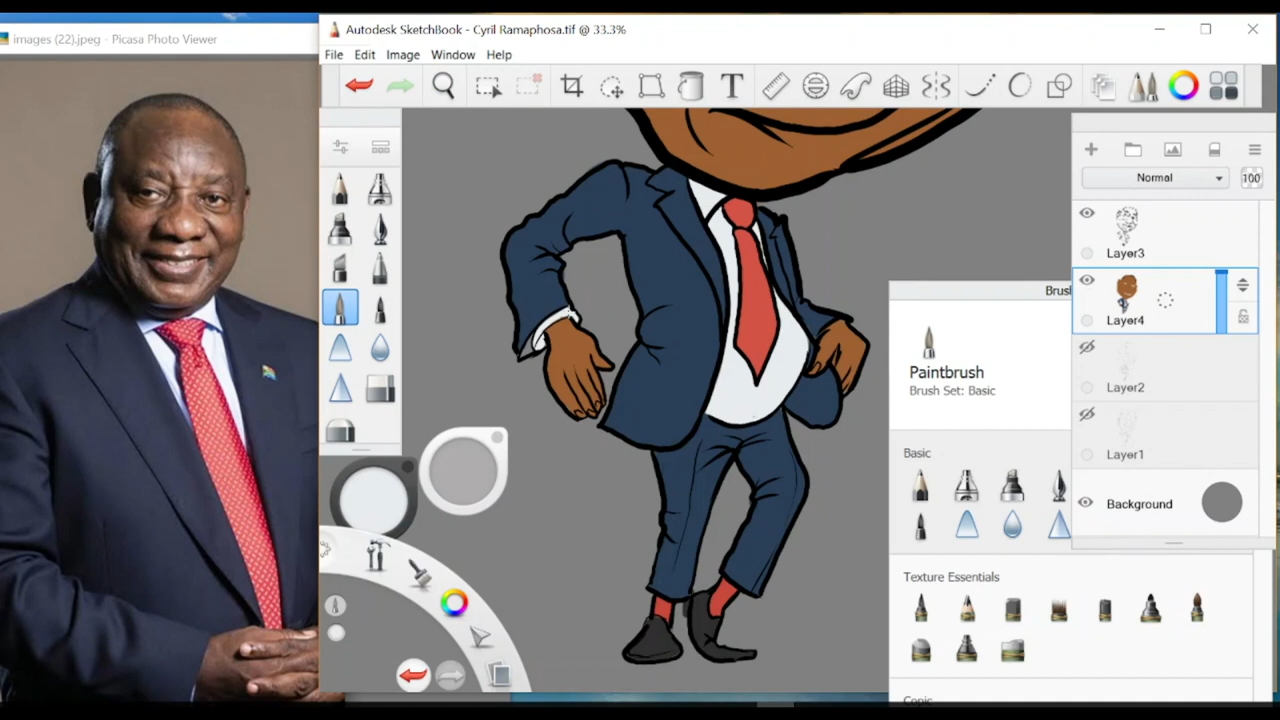 images (22).jpeg - Picasa Photo Viewer
Autodesk SketchBook - Cyril Ramaphosa.tif @ 33.3%
File Edit Image Window Help
T
Normal 100
Layer3
Layer4
Layer2
Layer1
Background
Brush
Paintbrush
Brush Set: Basic
Basic
Texture Essentials
Copic